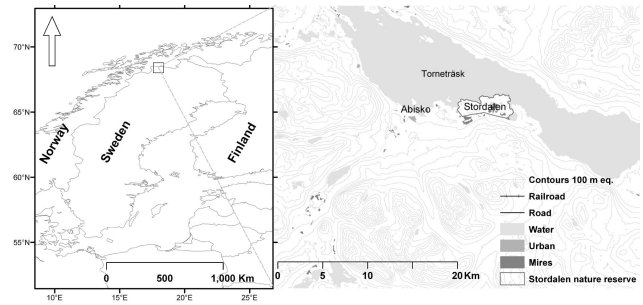 70°N
65°N
60°N
55°N
Norway
Sweden
Finland
0 500 1,000 Km
10°E 15°E 20°E 25°E
Torneträsk
Abisko
Stordalen
Contours 100 m eq.
Railroad
Road
Water
Urban
Mires
Stordalen nature reserve
0 5 10 20 Km